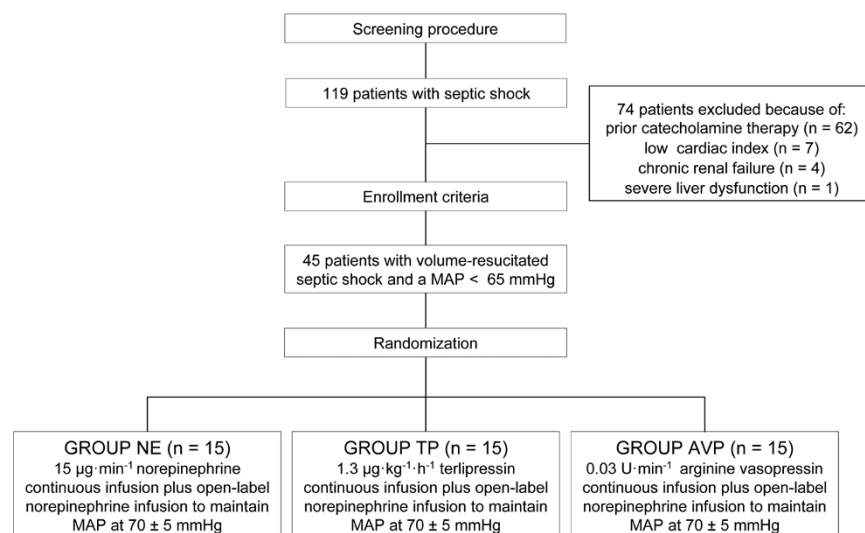 Screening procedure
119 patients with septic shock
74 patients excluded because of:
prior catecholamine therapy (n = 62)
low cardiac index (n = 7)
chronic renal failure (n = 4)
severe liver dysfunction (n = 1)
Enrollment criteria
45 patients with volume-resucitated
septic shock and a MAP < 65 mmHg
Randomization
GROUP NE (n = 15)
15 µg·min⁻¹ norepinephrine
continuous infusion plus open-label
norepinephrine infusion to maintain
MAP at 70 ± 5 mmHg
GROUP TP (n = 15)
1.3 µg·kg⁻¹·h⁻¹ terlipressin
continuous infusion plus open-label
norepinephrine infusion to maintain
MAP at 70 ± 5 mmHg
GROUP AVP (n = 15)
0.03 U·min⁻¹ arginine vasopressin
continuous infusion plus open-label
norepinephrine infusion to maintain
MAP at 70 ± 5 mmHg